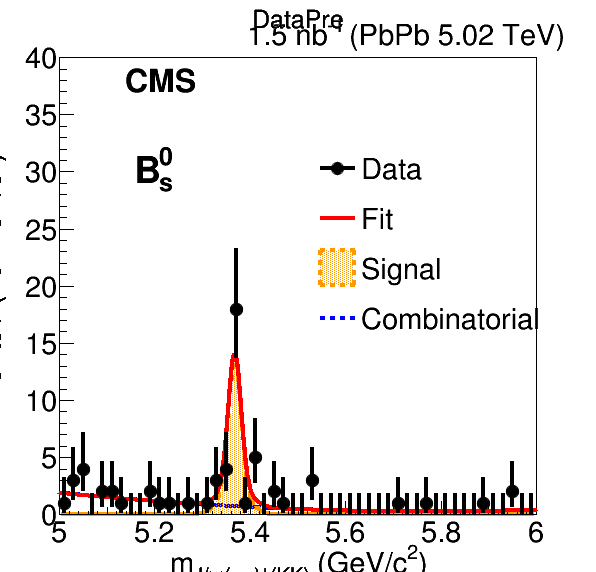 DataPre
1.5 nb⁻¹ (PbPb 5.02 TeV)
40
CMS
35
B⁰ₛ
30
Data
25
Fit
20
Signal
15
Combinatorial
10
5
0
5 5.2 5.4 5.6 5.8 6
m (GeV/c²)